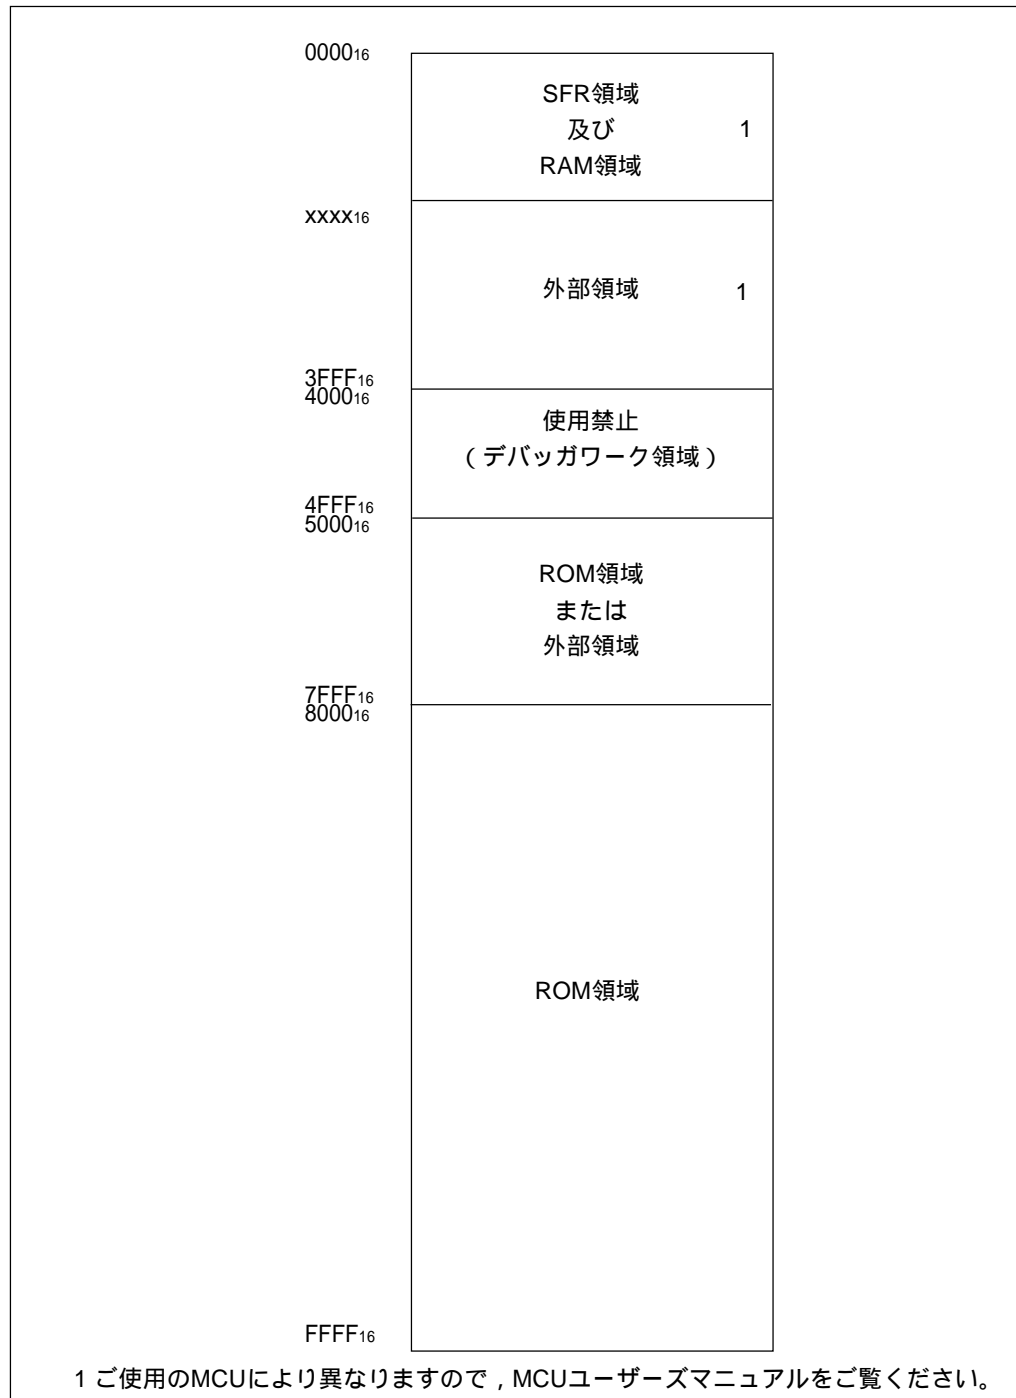 0000₁₆
SFR領域
及び 1
RAM領域
xxxx₁₆
外部領域 1
3FFF₁₆
4000₁₆
使用禁止
(デバッガワーク領域)
4FFF₁₆
5000₁₆
ROM領域
または
外部領域
7FFF₁₆
8000₁₆
ROM領域
FFFF₁₆
1 ご使用のMCUにより異なりますので,MCUユーザーズマニュアルをご覧ください。